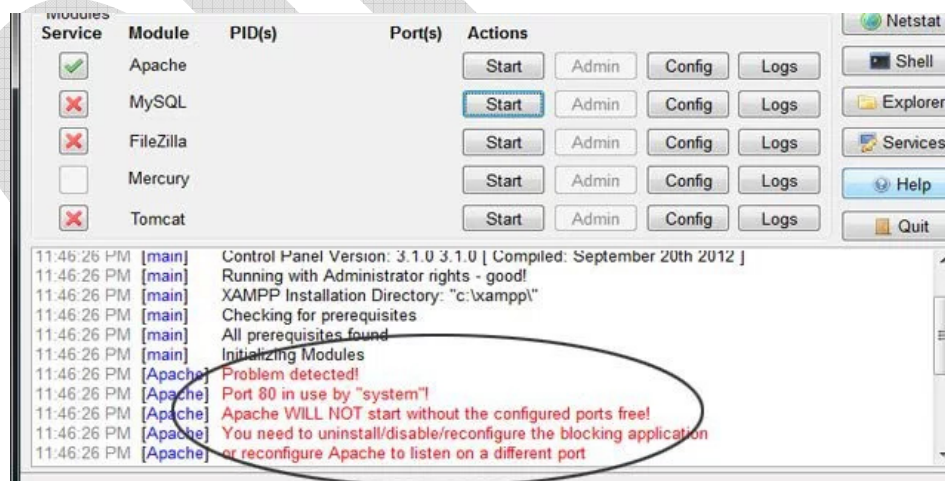 Modules
Service Module PID(s) Port(s) Actions
Apache Start Admin Config Logs
MySQL Start Admin Config Logs
FileZilla Start Admin Config Logs
Mercury Start Admin Config Logs
Tomcat Start Admin Config Logs
Netstat
Shell
Explorer
Services
Help
Quit
11:46:26 PM [main] Control Panel Version: 3.1.0 3.1.0 [ Compiled: September 20th 2012 ]
11:46:26 PM [main] Running with Administrator rights - good!
11:46:26 PM [main] XAMPP Installation Directory: "c:\xampp\"
11:46:26 PM [main] Checking for prerequisites
11:46:26 PM [main] All prerequisites found
11:46:26 PM [main] Initializing Modules
11:46:26 PM [Apache] Problem detected!
11:46:26 PM [Apache] Port 80 in use by "system"!
11:46:26 PM [Apache] Apache WILL NOT start without the configured ports free!
11:46:26 PM [Apache] You need to uninstall/disable/reconfigure the blocking application
11:46:26 PM [Apache] or reconfigure Apache to listen on a different port